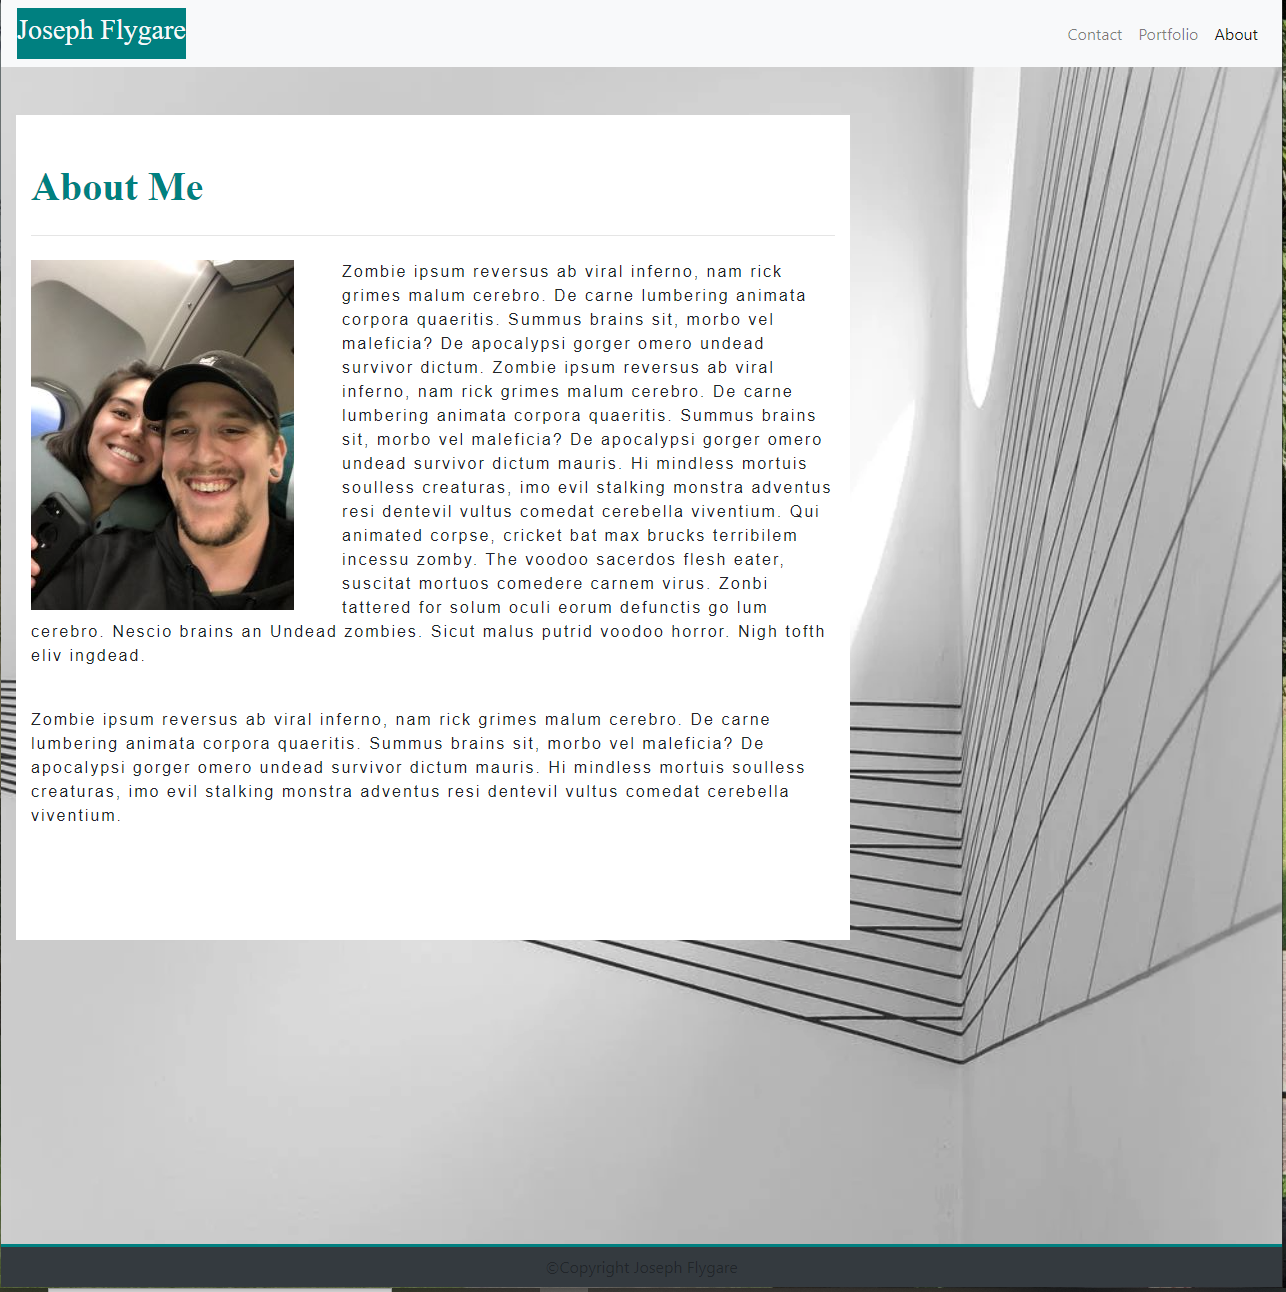 Joseph Flygare
Contact Portfolio About
About Me
Zombie ipsum reversus ab viral inferno, nam rick
grimes malum cerebro. De carne lumbering animata
corpora quaeritis. Summus brains sit, morbo vel
maleficia? De apocalypsi gorger omero undead
survivor dictum. Zombie ipsum reversus ab viral
inferno, nam rick grimes malum cerebro. De carne
lumbering animata corpora quaeritis. Summus brains
sit, morbo vel maleficia? De apocalypsi gorger omero
undead survivor dictum mauris. Hi mindless mortuis
soulless creaturas, imo evil stalking monstra adventus
resi dentevil vultus comedat cerebella viventium. Qui
animated corpse, cricket bat max brucks terribilem
incessu zomby. The voodoo sacerdos flesh eater,
suscitat mortuos comedere carnem virus. Zonbi
tattered for solum oculi eorum defunctis go lum
cerebro. Nescio brains an Undead zombies. Sicut malus putrid voodoo horror. Nigh tofth
eliv ingdead.
Zombie ipsum reversus ab viral inferno, nam rick grimes malum cerebro. De carne
lumbering animata corpora quaeritis. Summus brains sit, morbo vel maleficia? De
apocalypsi gorger omero undead survivor dictum mauris. Hi mindless mortuis soulless
creaturas, imo evil stalking monstra adventus resi dentevil vultus comedat cerebella
viventium.
©Copyright Joseph Flygare